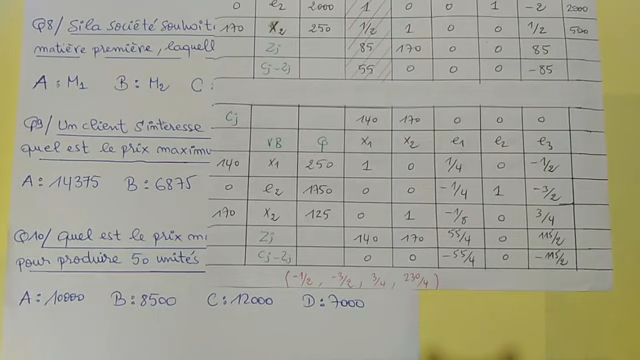 Q8/ Si la société souhait
matière première, laquell
A : M1 B : M2 C :
Q9/ Un client s'interesse
quel est le prix maximu
A : 14375 B : 6875
Q10/ Quel est le prix m
pour produire 50 unités
A : 10000 B : 8500 C : 12000 D : 7000
0 e2 2000 1 0 0 1 -2 2000
170 x2 250 1/2 1 0 0 1/2 500
Zj 85 170 0 0 85
Cj-Zj 55 0 0 0 -85
Cj 140 170 0 0 0
VB Q x1 x2 e1 e2 e3
140 x1 250 1 0 1/4 0 -1/2
0 e2 1750 0 0 -1/4 1 -3/2
170 x2 125 0 1 -1/8 0 3/4
Zj 140 170 55/4 0 115/2
Cj-Zj 0 0 -55/4 0 -115/2
(-1/2, -3/2, 3/4, 230/4)